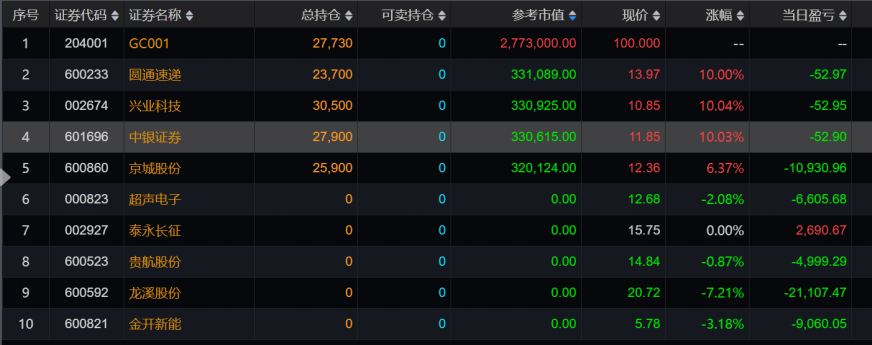 序号 证券代码 证券名称 总持仓 可卖持仓 参考市值 现价 涨幅 当日盈亏
1 204001 GC001 27,730 0 2,773,000.00 100.000 -- --
2 600233 圆通速递 23,700 0 331,089.00 13.97 10.00% -52.97
3 002674 兴业科技 30,500 0 330,925.00 10.85 10.04% -52.95
4 601696 中银证券 27,900 0 330,615.00 11.85 10.03% -52.90
5 600860 京城股份 25,900 0 320,124.00 12.36 6.37% -10,930.96
6 000823 超声电子 0 0 0.00 12.68 -2.08% -6,605.68
7 002927 泰永长征 0 0 0.00 15.75 0.00% 2,690.67
8 600523 贵航股份 0 0 0.00 14.84 -0.87% -4,999.29
9 600592 龙溪股份 0 0 0.00 20.72 -7.21% -21,107.47
10 600821 金开新能 0 0 0.00 5.78 -3.18% -9,060.05